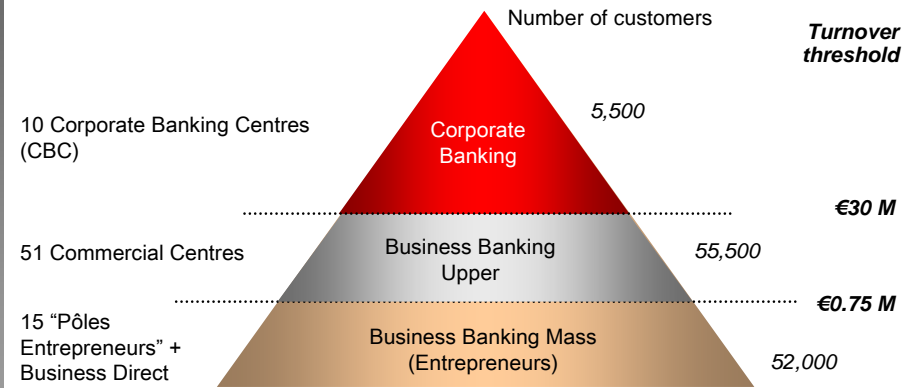 Number of customers
Turnover
threshold
10 Corporate Banking Centres
(CBC)
Corporate
Banking
5,500
€30 M
51 Commercial Centres
Business Banking
Upper
55,500
€0.75 M
15 “Pôles
Entrepreneurs” +
Business Direct
Business Banking Mass
(Entrepreneurs)
52,000